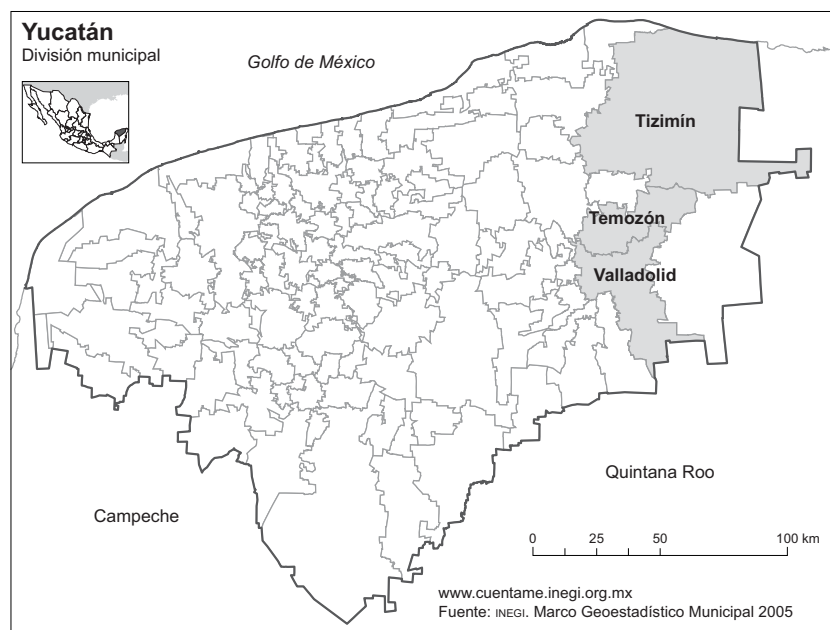 Yucatán
División municipal
Golfo de México
Tizimín
Temozón
Valladolid
Quintana Roo
Campeche
0 25 50 100 km
www.cuentame.inegi.org.mx
Fuente: INEGI. Marco Geoestadístico Municipal 2005